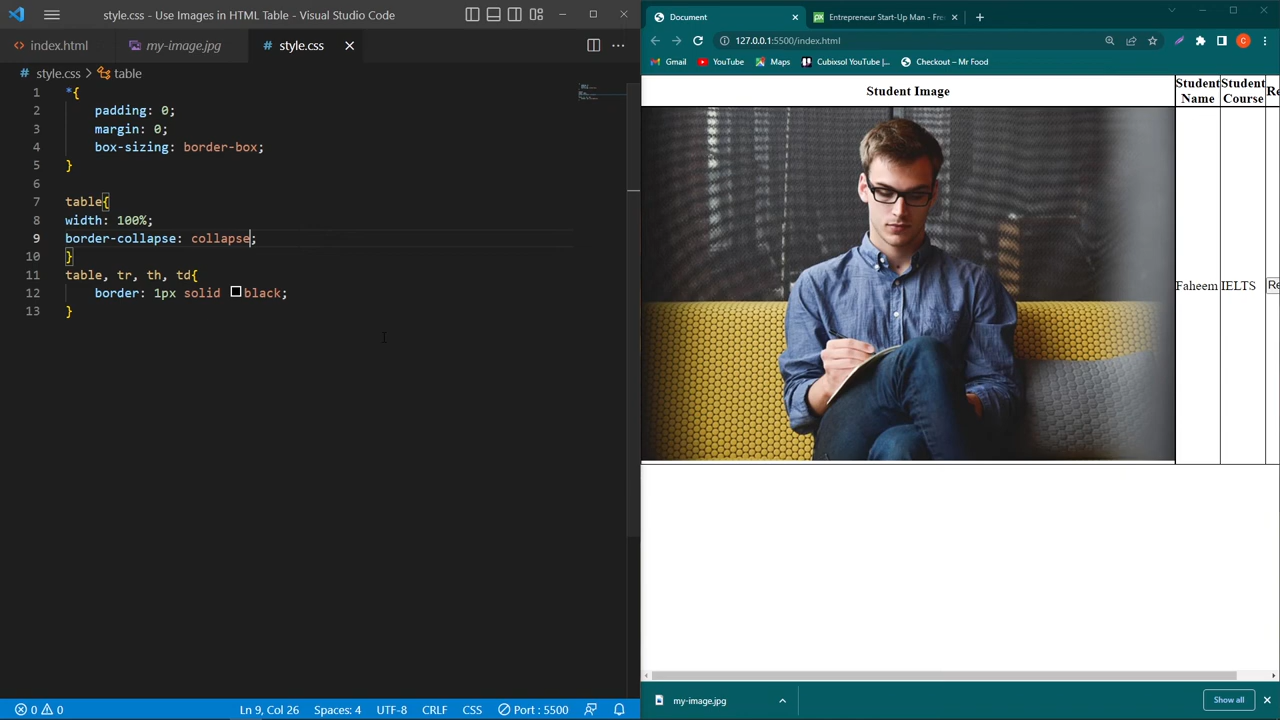 style.css - Use Images in HTML Table - Visual Studio Code
index.html
my-image.jpg
style.css
style.css > table
1 *{
2 padding: 0;
3 margin: 0;
4 box-sizing: border-box;
5 }
6
7 table{
8 width: 100%;
9 border-collapse: collapse;
10 }
11 table, tr, th, td{
12 border: 1px solid black;
13 }
0 0
Ln 9, Col 26
Spaces: 4
UTF-8
CRLF
CSS
Port : 5500
Document
Entrepreneur Start-Up Man - Fre
127.0.0.1:5500/index.html
C
Gmail
YouTube
Maps
Cubixsol YouTube |...
Checkout – Mr Food
Student Image
Student Name
Student Course
Re
Faheem
IELTS
Re
my-image.jpg
Show all